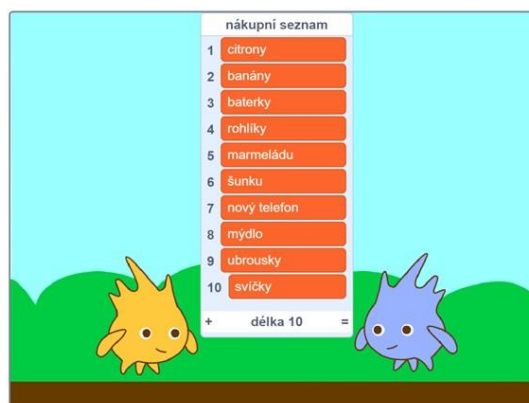 nákupní seznam
1 citrony
2 banány
3 baterky
4 rohlíky
5 marmeládu
6 šunku
7 nový telefon
8 mýdlo
9 ubrousky
10 svíčky
+ délka 10 =